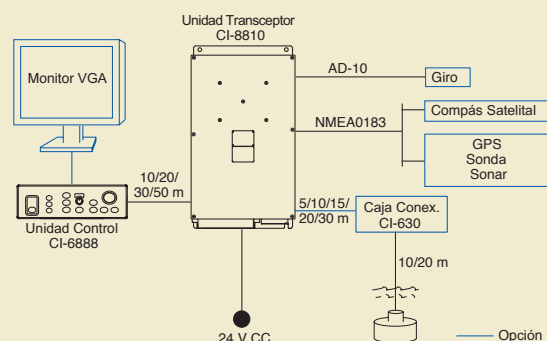 Unidad Transceptor
CI-8810
Monitor VGA
AD-10
Giro
NMEA0183
Compás Satelital
GPS
Sonda
Sonar
10/20/
30/50 m
Unidad Control
CI-6888
5/10/15/
20/30 m
Caja Conex.
CI-630
10/20 m
24 V CC
Opción